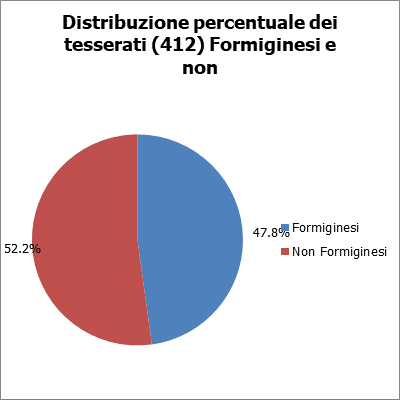 Distribuzione percentuale dei
tesserati (412) Formiginesi e
non
47.8%
Formiginesi
52.2%
Non Formiginesi